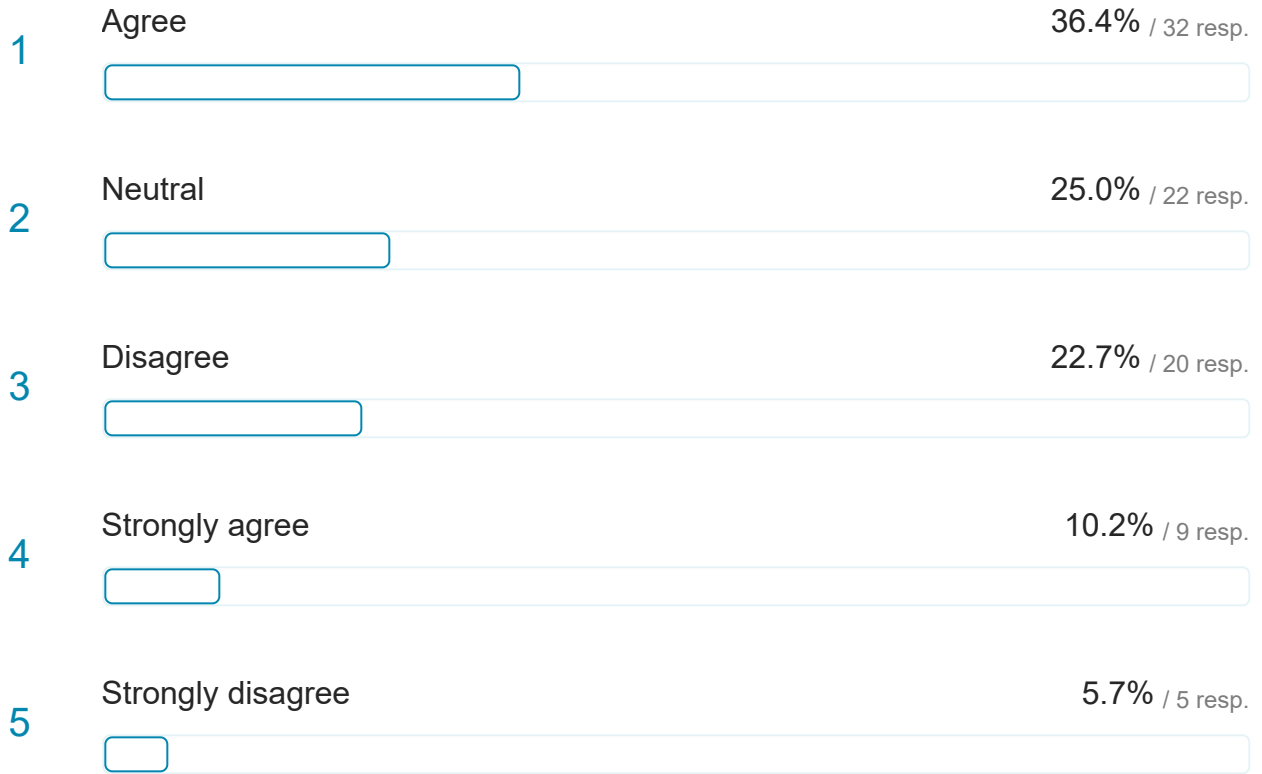 1 Agree 36.4% / 32 resp.
2 Neutral 25.0% / 22 resp.
3 Disagree 22.7% / 20 resp.
4 Strongly agree 10.2% / 9 resp.
5 Strongly disagree 5.7% / 5 resp.